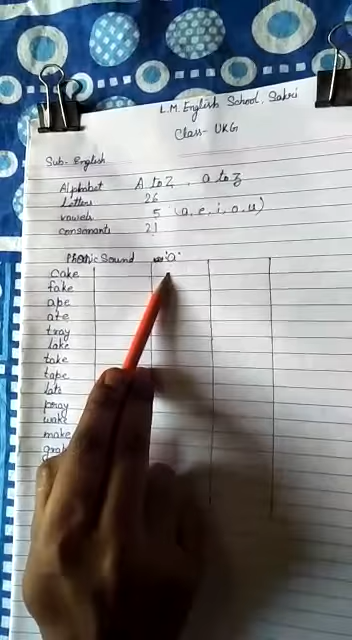 L.M. English School, Sakri
Class- UKG
Sub- English
Alphabet A to Z, a to z
Letters 26
vowels 5 (a, e, i, o, u)
consonants 21
Phonic Sound 'a'
cake
fake
ape
ate
tray
lake
take
tape
late
pray
wake
make